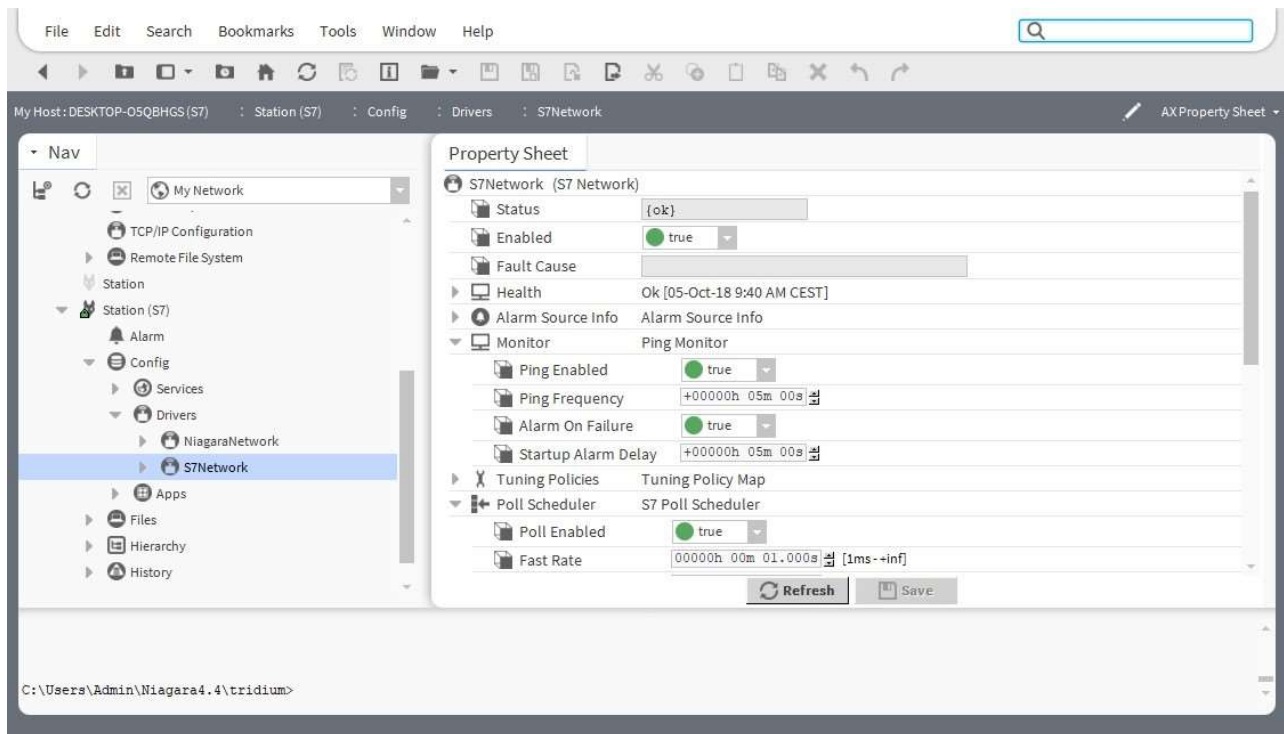 File Edit Search Bookmarks Tools Window Help
My Host : DESKTOP-O5QBHGS (S7) : Station (S7) : Config : Drivers : S7Network
AX Property Sheet
Nav
My Network
TCP/IP Configuration
Remote File System
Station
Station (S7)
Alarm
Config
Services
Drivers
NiagaraNetwork
S7Network
Apps
Files
Hierarchy
History
Property Sheet
S7Network (S7 Network)
Status {ok}
Enabled true
Fault Cause
Health Ok [05-Oct-18 9:40 AM CEST]
Alarm Source Info Alarm Source Info
Monitor Ping Monitor
Ping Enabled true
Ping Frequency +00000h 05m 00s
Alarm On Failure true
Startup Alarm Delay +00000h 05m 00s
Tuning Policies Tuning Policy Map
Poll Scheduler S7 Poll Scheduler
Poll Enabled true
Fast Rate 00000h 00m 01.000s [1ms-+inf]
Refresh Save
C:\Users\Admin\Niagara4.4\tridium>